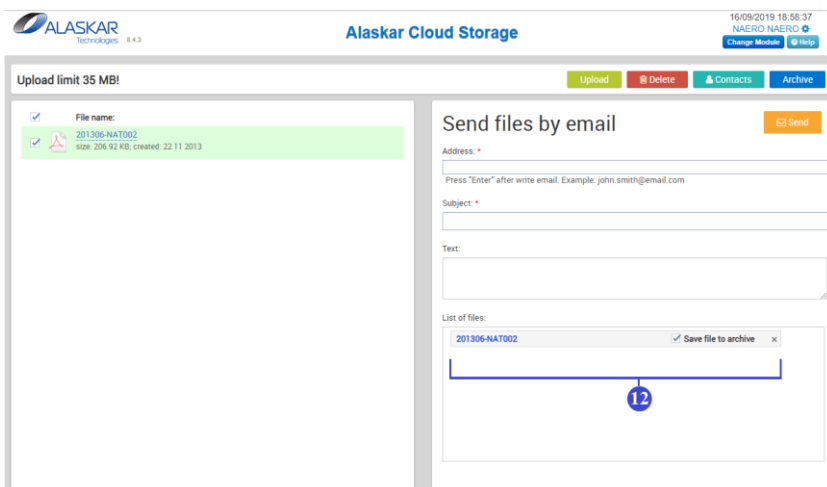 ALASKAR
Technologies 8.4.3
Alaskar Cloud Storage
16/09/2019 18:58:37
NAERO NAERO
Change Module Help
Upload limit 35 MB!
Upload Delete Contacts Archive
File name:
201306-NAT002
size: 206.92 KB; created: 22 11 2013
Send files by email
Send
Address: *
Press "Enter" after write email. Example: john.smith@email.com
Subject: *
Text:
List of files:
201306-NAT002 Save file to archive ×
12